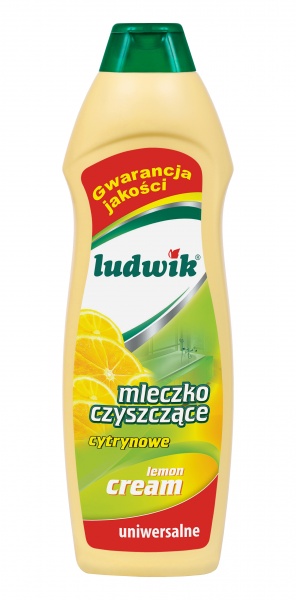 Gwarancja
jakości
ludwik®
mleczko
czyszczące
cytrynowe
lemon
cream
uniwersalne